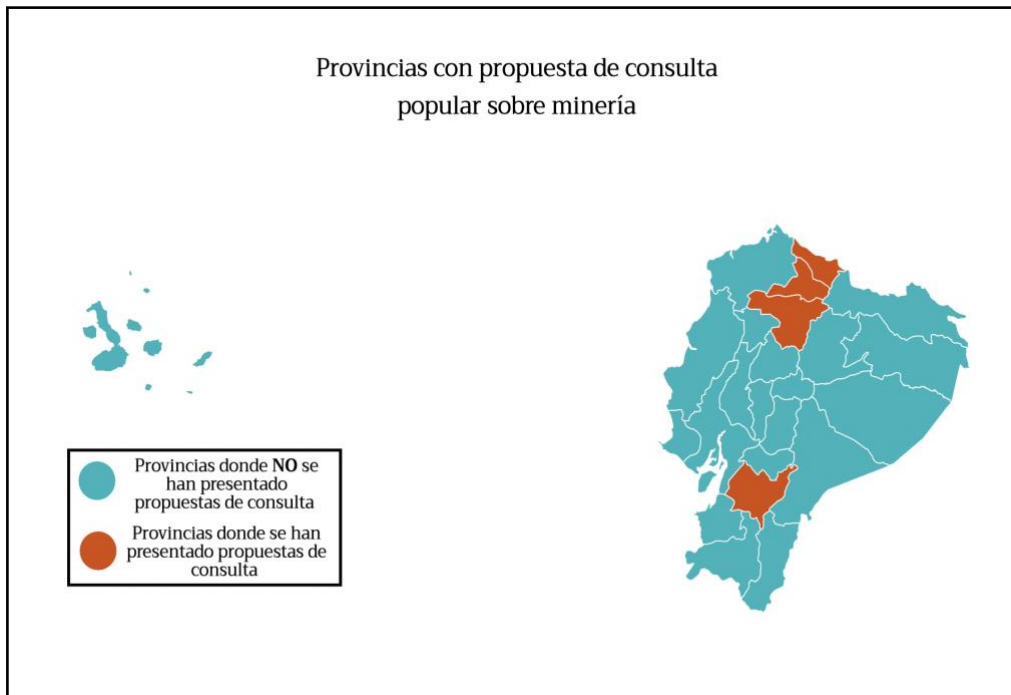 Provincias con propuesta de consulta
popular sobre minería
Provincias donde NO se
han presentado
propuestas de consulta
Provincias donde se han
presentado propuestas de
consulta